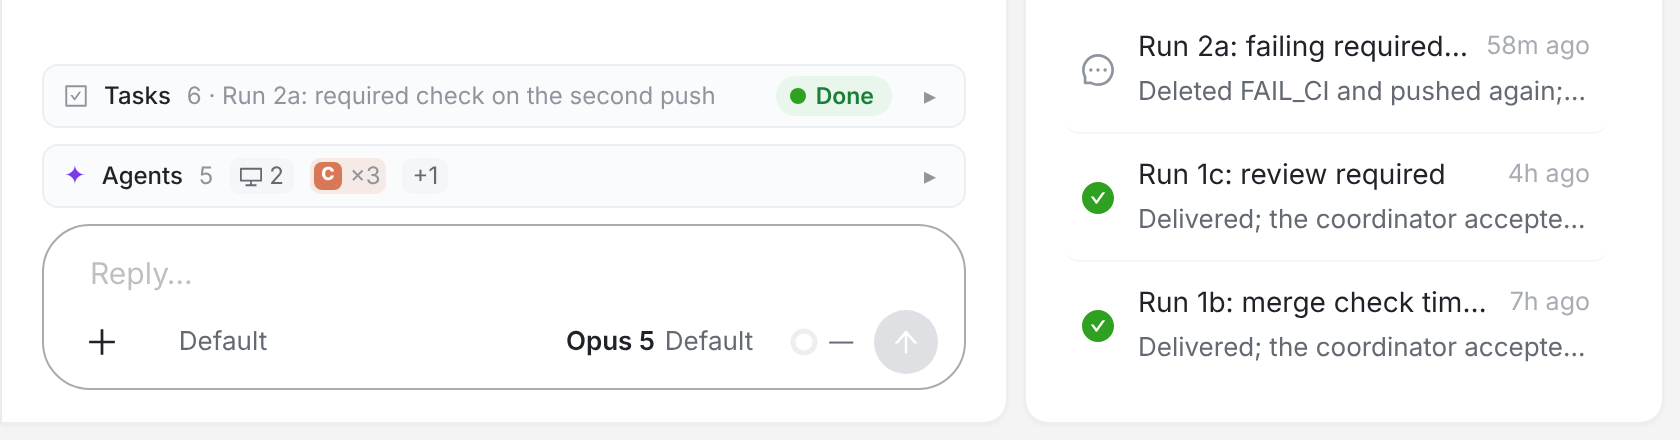 Tasks 6 · Run 2a: required check on the second push Done
Agents 5 2 C ×3 +1
Reply...
Default Opus 5 Default —
Run 2a: failing required... 58m ago
Deleted FAIL_CI and pushed again;...
Run 1c: review required 4h ago
Delivered; the coordinator accepte...
Run 1b: merge check tim... 7h ago
Delivered; the coordinator accepte...